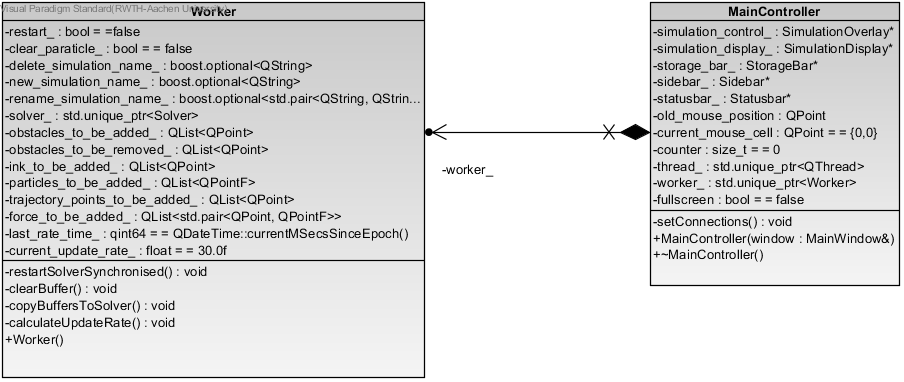 Visual Paradigm Standard(RWTH-Aachen University)
Worker
-restart_ : bool = =false
-clear_paraticle_ : bool = = false
-delete_simulation_name_ : boost.optional<QString>
-new_simulation_name_ : boost.optional<QString>
-rename_simulation_name_ : boost.optional<std.pair<QString, QStrin...
-solver_ : std.unique_ptr<Solver>
-obstacles_to_be_added_ : QList<QPoint>
-obstacles_to_be_removed_ : QList<QPoint>
-ink_to_be_added_ : QList<QPoint>
-particles_to_be_added_ : QList<QPointF>
-trajectory_points_to_be_added_ : QList<QPoint>
-force_to_be_added_ : QList<std.pair<QPoint, QPointF>>
-last_rate_time_ : qint64 == QDateTime::currentMSecsSinceEpoch()
-current_update_rate_ : float == 30.0f
-restartSolverSynchronised() : void
-clearBuffer() : void
-copyBuffersToSolver() : void
-calculateUpdateRate() : void
+Worker()
-worker_
MainController
-simulation_control_ : SimulationOverlay*
-simulation_display_ : SimulationDisplay*
-storage_bar_ : StorageBar*
-sidebar_ : Sidebar*
-statusbar_ : Statusbar*
-old_mouse_position : QPoint
-current_mouse_cell : QPoint == {0,0}
-counter : size_t == 0
-thread_ : std.unique_ptr<QThread>
-worker_ : std.unique_ptr<Worker>
-fullscreen : bool == false
-setConnections() : void
+MainController(window : MainWindow&)
+~MainController()